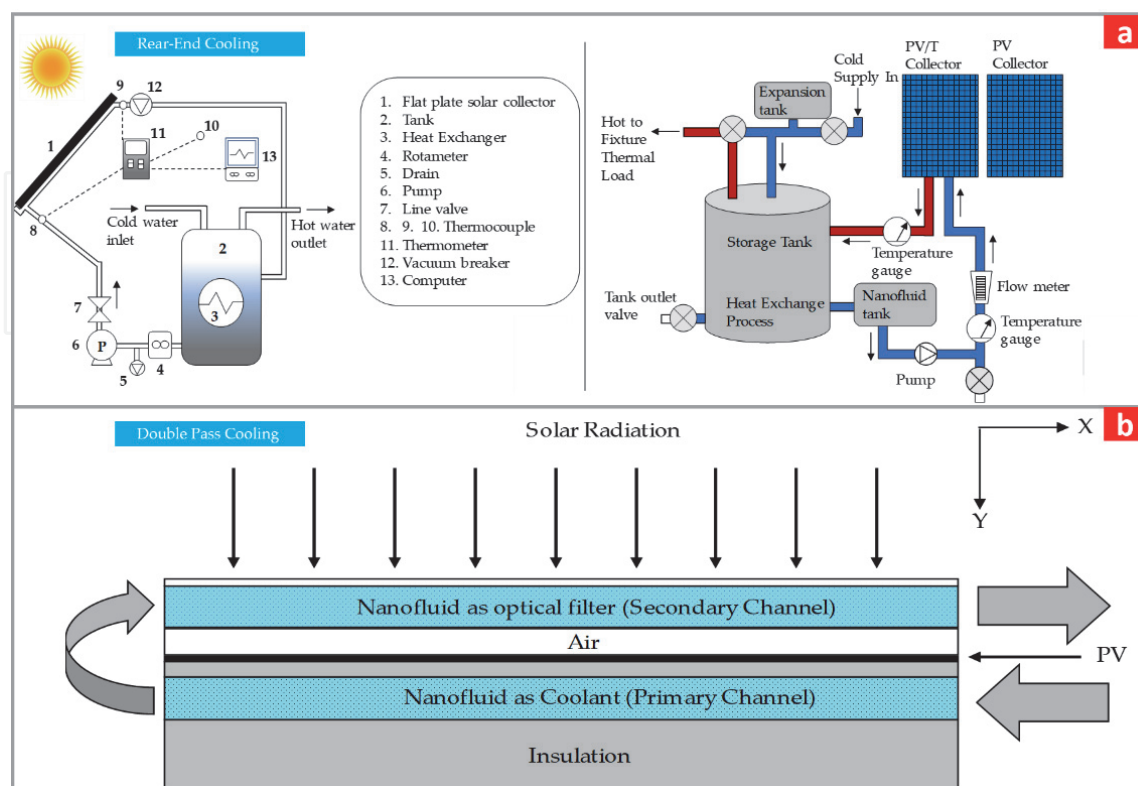 Rear-End Cooling
a
9
12
1
11
10
13
8
Cold water
inlet
Hot water
outlet
2
3
7
6
P
5
4
1. Flat plate solar collector
2. Tank
3. Heat Exchanger
4. Rotameter
5. Drain
6. Pump
7. Line valve
8. 9. 10. Thermocouple
11. Thermometer
12. Vacuum breaker
13. Computer
PV/T
Collector
PV
Collector
Cold
Supply In
Expansion
tank
Hot to
Fixture
Thermal
Load
Storage Tank
Temperature
gauge
Tank outlet
valve
Heat Exchange
Process
Nanofluid
tank
Flow meter
Temperature
gauge
Pump
Double Pass Cooling
b
Solar Radiation
X
Y
Nanofluid as optical filter (Secondary Channel)
Air
PV
Nanofluid as Coolant (Primary Channel)
Insulation